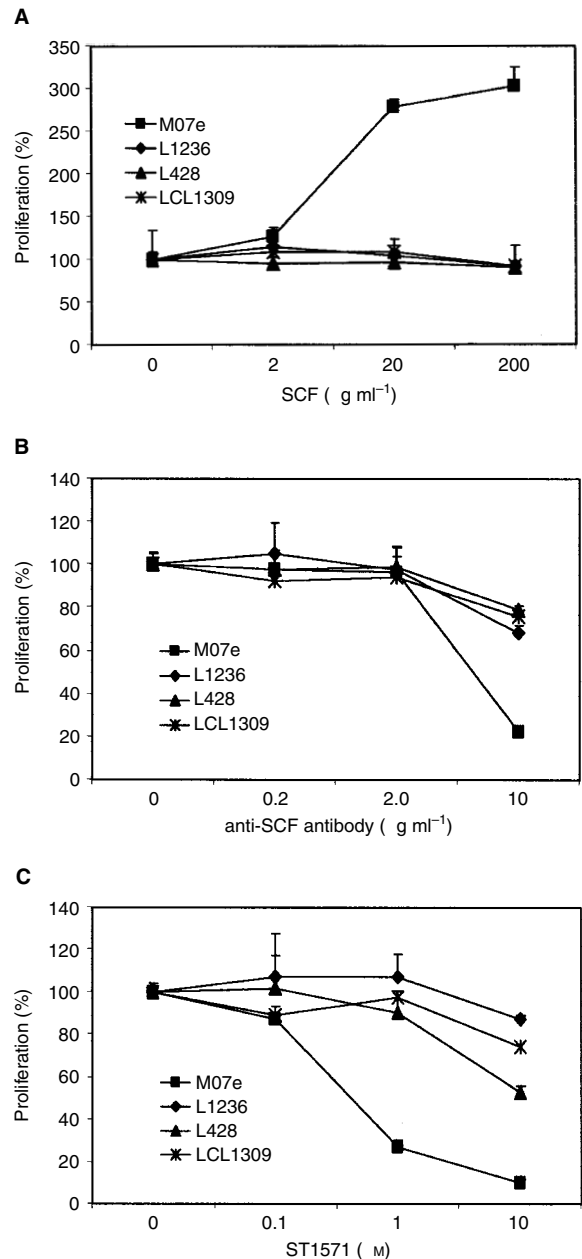 A
350
300
250
200
150
100
50
0
Proliferation (%)
M07e
L1236
L428
LCL1309
0 2 20 200
SCF ( g ml⁻¹)
B
140
120
100
80
60
40
20
0
Proliferation (%)
M07e
L1236
L428
LCL1309
0 0.2 2.0 10
anti-SCF antibody ( g ml⁻¹)
C
140
120
100
80
60
40
20
0
Proliferation (%)
M07e
L1236
L428
LCL1309
0 0.1 1 10
ST1571 ( M)